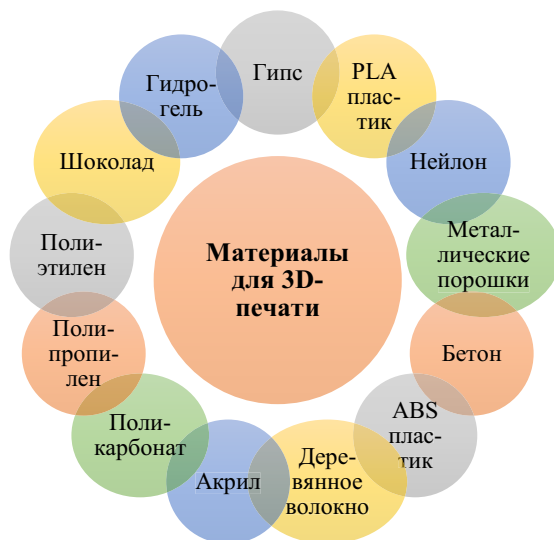 Гипс
PLA
плас-
тик
Нейлон
Метал-
лические
порошки
Бетон
ABS
плас-
тик
Дере-
вянное
волокно
Акрил
Поли-
карбонат
Поли-
пропи-
лен
Поли-
этилен
Шоколад
Гидро-
гель
Материалы
для 3D-
печати